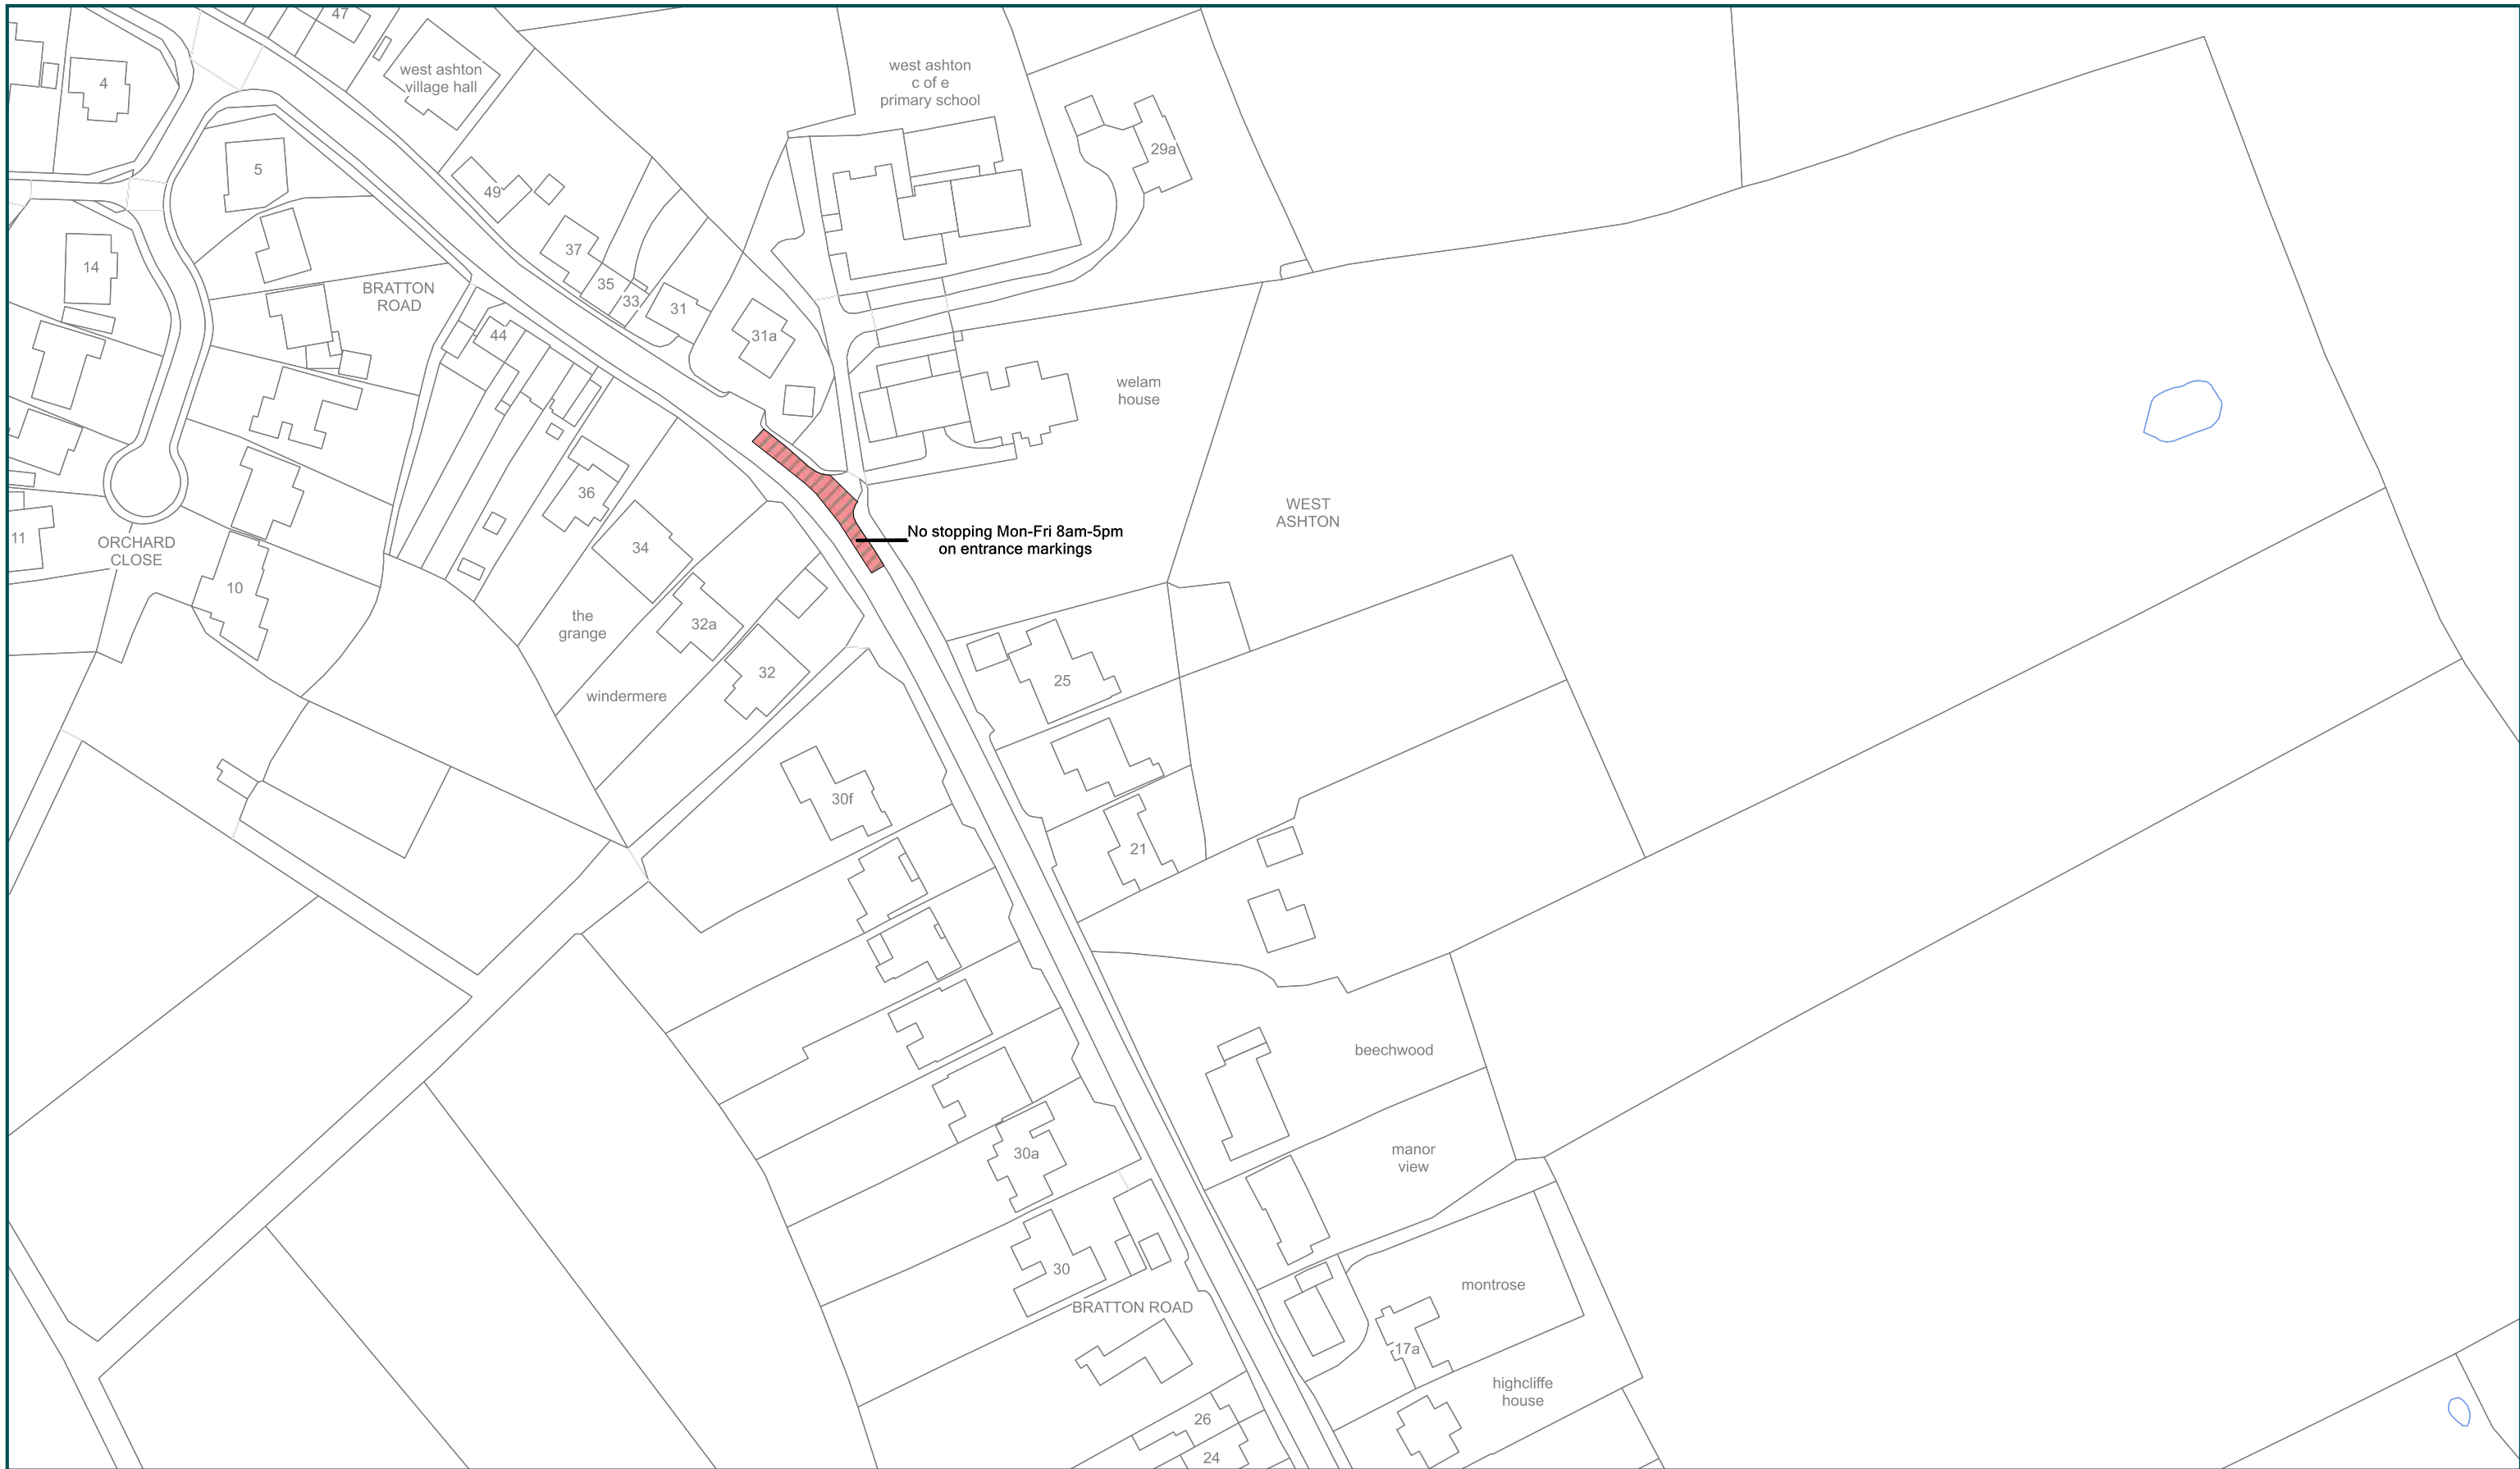 47
west ashton
village hall
4
west ashton
c of e
primary school
29a
5
49
37
14
35
33
31
BRATTON
ROAD
44
31a
welam
house
36
WEST
ASHTON
No stopping Mon-Fri 8am-5pm
on entrance markings
11
ORCHARD
CLOSE
34
10
the
grange
32a
32
25
windermere
30f
21
beechwood
30a
manor
view
30
montrose
BRATTON ROAD
17a
highcliffe
house
26
24